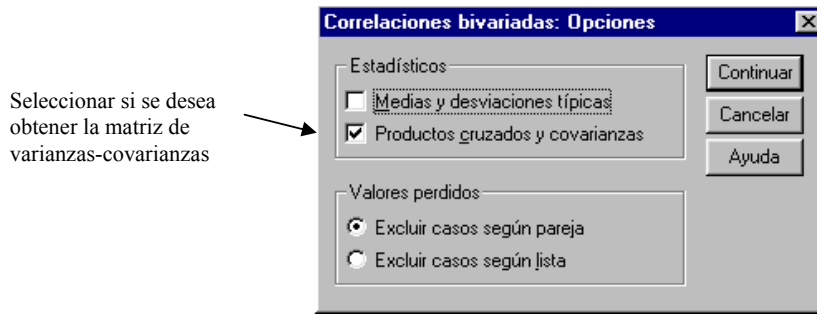 Correlaciones bivariadas: Opciones
Seleccionar si se desea
obtener la matriz de
varianzas-covarianzas
Estadísticos
Medias y desviaciones típicas
Productos cruzados y covarianzas
Valores perdidos
Excluir casos según pareja
Excluir casos según lista
Continuar
Cancelar
Ayuda